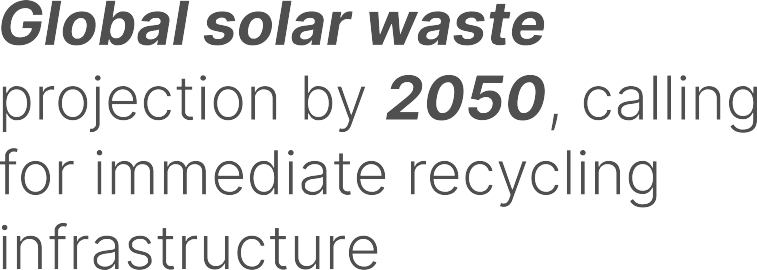 Global solar waste
projection by 2050, calling
for immediate recycling
infrastructure